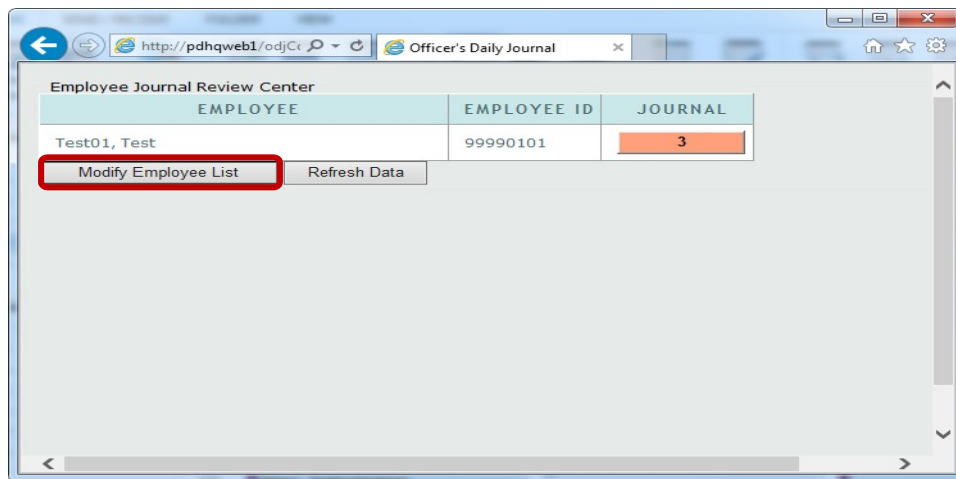 http://pdhqweb1/odjCc
Officer's Daily Journal
Employee Journal Review Center
EMPLOYEE EMPLOYEE ID JOURNAL
Test01, Test 99990101 3
Modify Employee List Refresh Data